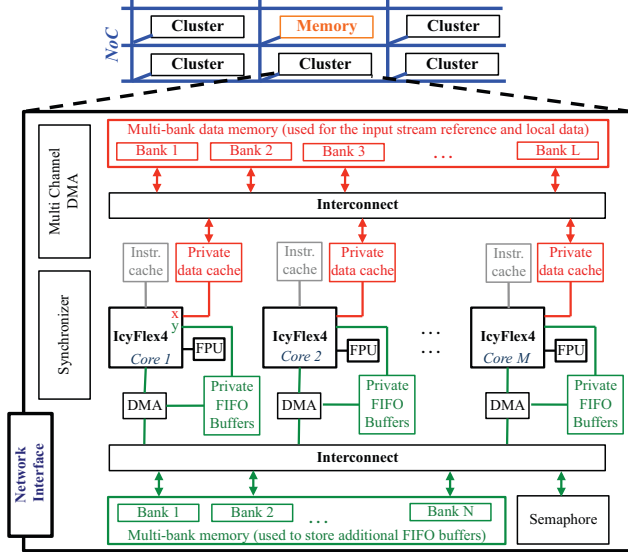 NoC
Cluster
Memory
Cluster
Cluster
Cluster
Cluster
Multi Channel
DMA
Multi-bank data memory (used for the input stream reference and local data)
Bank 1
Bank 2
Bank 3
...
Bank L
Interconnect
Instr.
cache
Private
data cache
Instr.
cache
Private
data cache
Instr.
cache
Private
data cache
Synchronizer
x
y
IcyFlex4
Core 1
FPU
IcyFlex4
Core 2
FPU
...
...
IcyFlex4
Core M
FPU
DMA
Private
FIFO
Buffers
DMA
Private
FIFO
Buffers
DMA
Private
FIFO
Buffers
Network
Interface
Interconnect
Bank 1
Bank 2
...
Bank N
Multi-bank memory (used to store additional FIFO buffers)
Semaphore